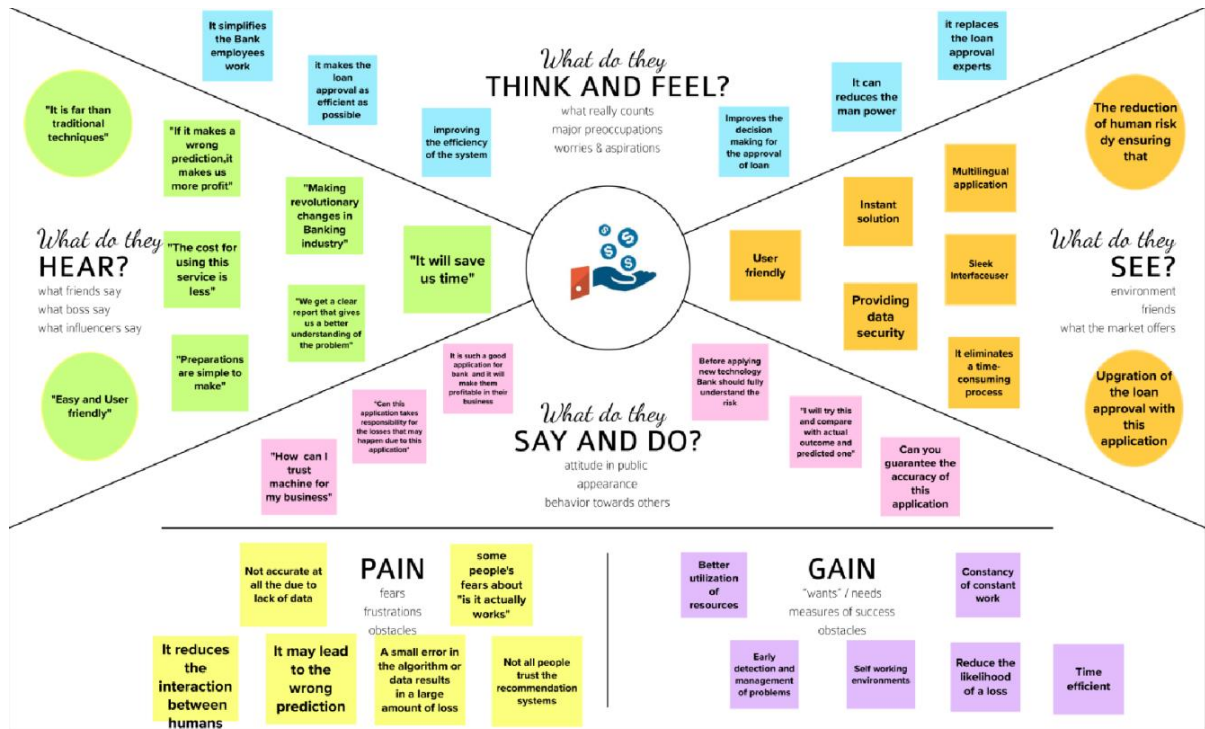 What do they
THINK AND FEEL?
what really counts
major preoccupations
worries & aspirations
It simplifies
the Bank
employees
work
it makes the
loan
approval as
efficient as
possible
improving
the efficiency
of the system
Improves the
decision
making for
the approval
of loan
It can
reduces the
man power
it replaces
the loan
approval
experts
What do they
HEAR?
what friends say
what boss say
what influencers say
"It is far than
traditional
techniques"
"If it makes a
wrong
prediction,it
makes us
more profit"
"Making
revolutionary
changes in
Banking
industry"
"The cost for
using this
service is
less"
"It will save
us time"
"We get a clear
report that gives
us a better
understanding of
the problem"
"Preparations
are simple to
make"
"Easy and User
friendly"
What do they
SEE?
environment
friends
what the market offers
The reduction
of human risk
dy ensuring
that
Multilingual
application
Instant
solution
User
friendly
Sleek
Interfaceuser
Providing
data
security
It eliminates
a time-
consuming
process
Upgration of
the loan
approval with
this
application
What do they
SAY AND DO?
attitude in public
appearance
behavior towards others
It is such a good
application for
bank and it will
make them
profitable in their
business
"Can this
application takes
responsibility for
the losses that may
happen due to this
application"
"How can I
trust
machine for
my business"
Before applying
new technology
Bank should fully
understand the
risk
"I will try this
and compare
with actual
outcome and
predicted one"
Can you
guarantee the
accuracy of
this
application
PAIN
fears
frustrations
obstacles
Not accurate at
all the due to
lack of data
some
people's
fears about
"is it actually
works"
It reduces
the
interaction
between
humans
It may lead
to the
wrong
prediction
A small error in
the algorithm or
data results
in a large
amount of loss
Not all people
trust the
recommendation
systems
GAIN
"wants" / needs
measures of success
obstacles
Better
utilization
of
resources
Constancy
of constant
work
Early
detection and
management
of problems
Self working
environments
Reduce the
likelihood
of a loss
Time
efficient